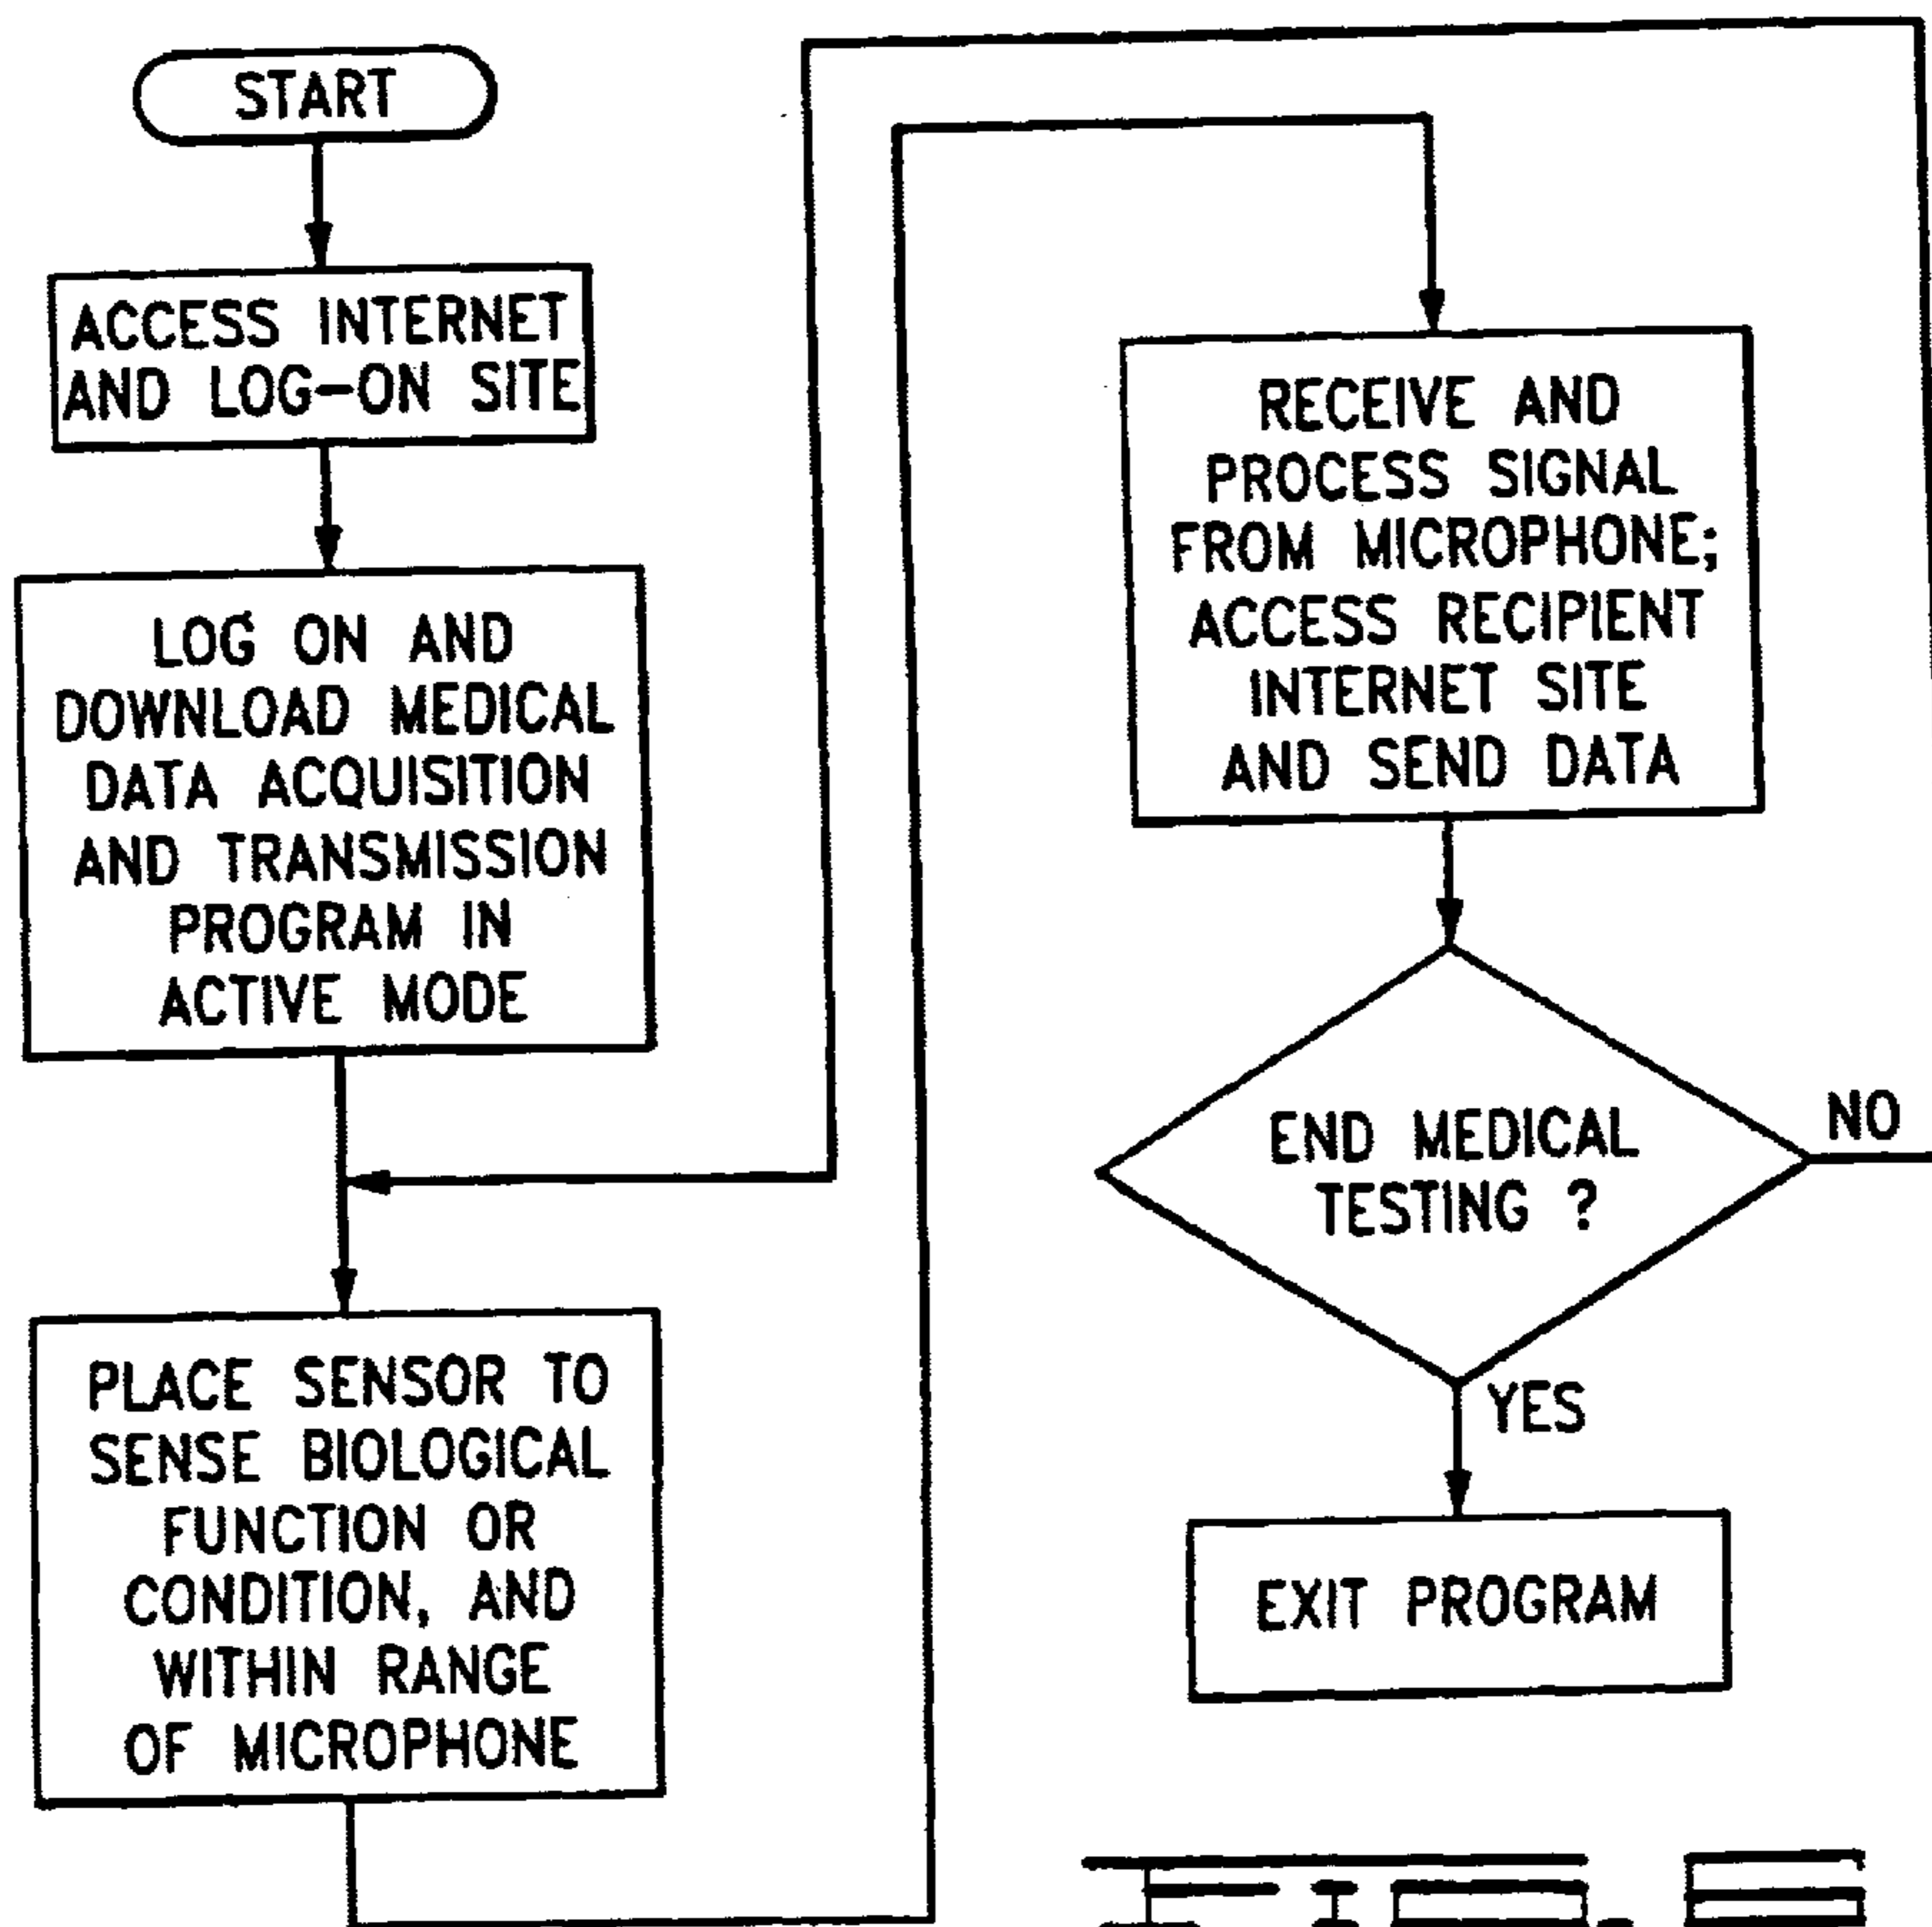 START
ACCESS INTERNET
AND LOG-ON SITE
LOG ON AND
DOWNLOAD MEDICAL
DATA ACQUISITION
AND TRANSMISSION
PROGRAM IN
ACTIVE MODE
PLACE SENSOR TO
SENSE BIOLOGICAL
FUNCTION OR
CONDITION, AND
WITHIN RANGE
OF MICROPHONE
RECEIVE AND
PROCESS SIGNAL
FROM MICROPHONE;
ACCESS RECIPIENT
INTERNET SITE
AND SEND DATA
END MEDICAL
TESTING ?
NO
YES
EXIT PROGRAM